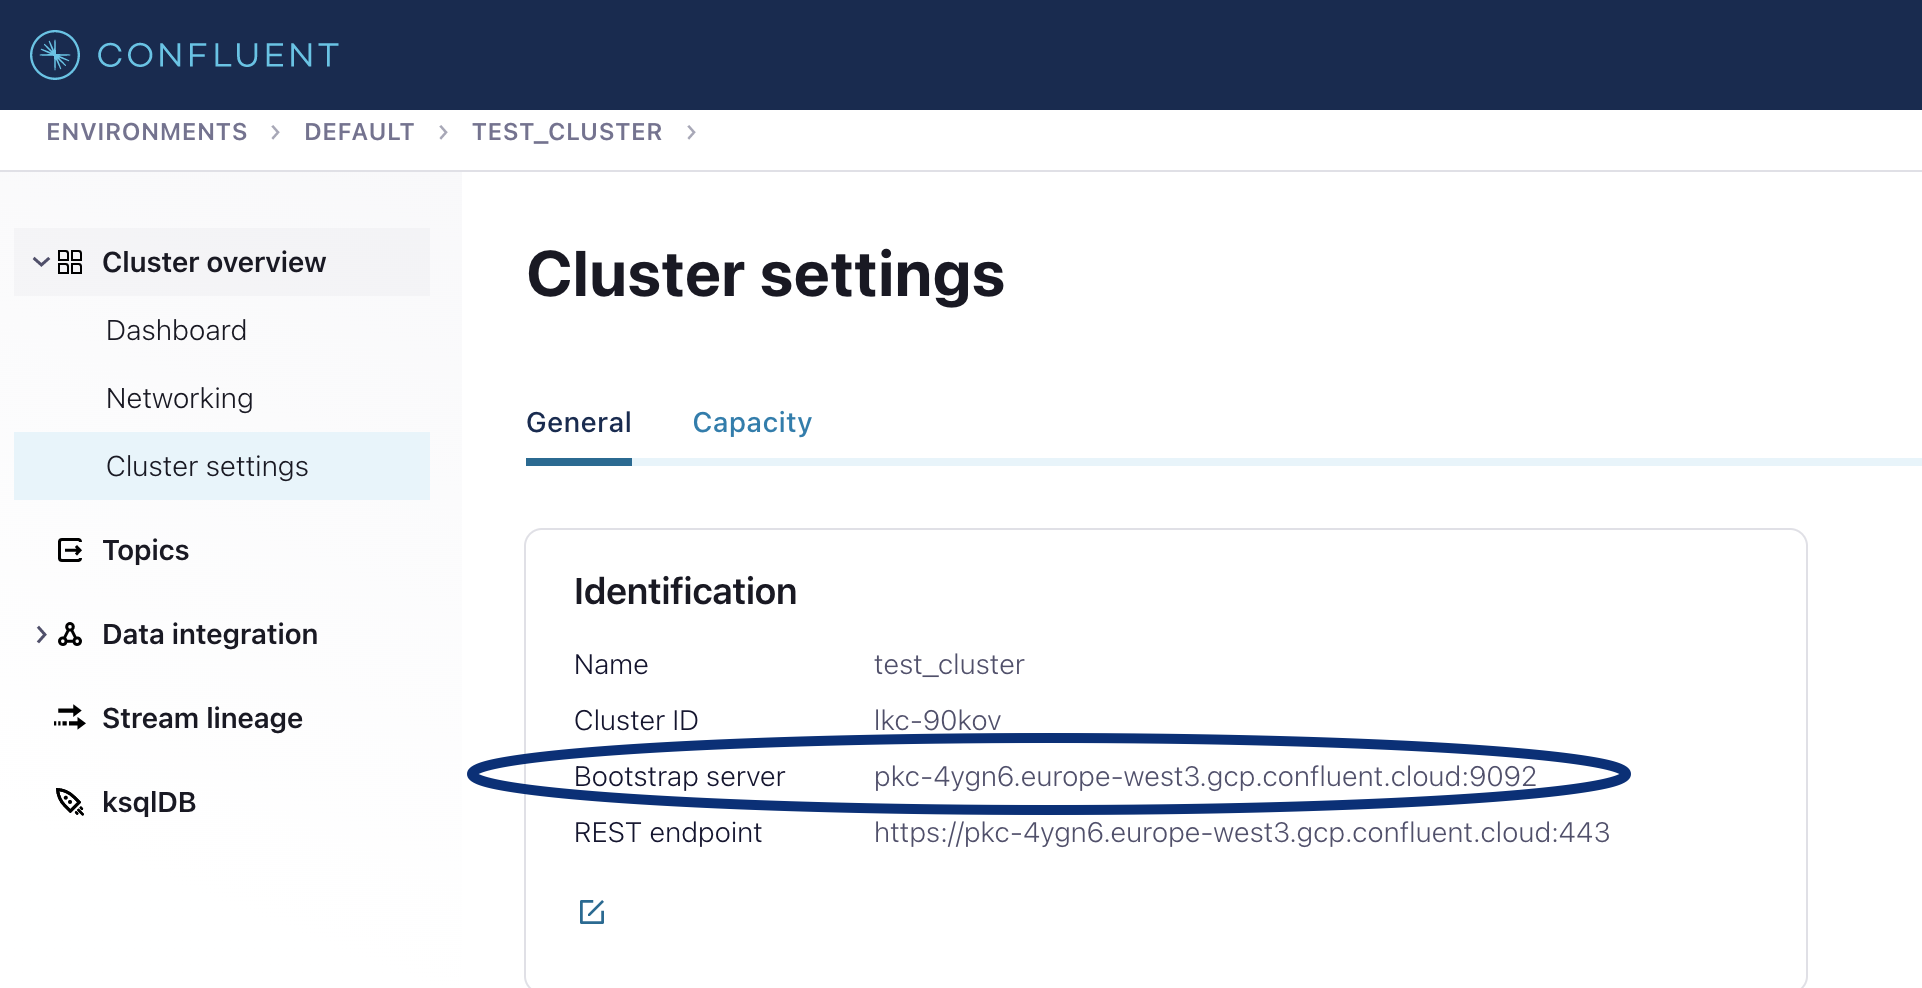 CONFLUENT
ENVIRONMENTS > DEFAULT > TEST_CLUSTER >
Cluster overview
Dashboard
Networking
Cluster settings
Topics
Data integration
Stream lineage
ksqlDB
Cluster settings
General Capacity
Identification
Name test_cluster
Cluster ID lkc-90kov
Bootstrap server pkc-4ygn6.europe-west3.gcp.confluent.cloud:9092
REST endpoint https://pkc-4ygn6.europe-west3.gcp.confluent.cloud:443